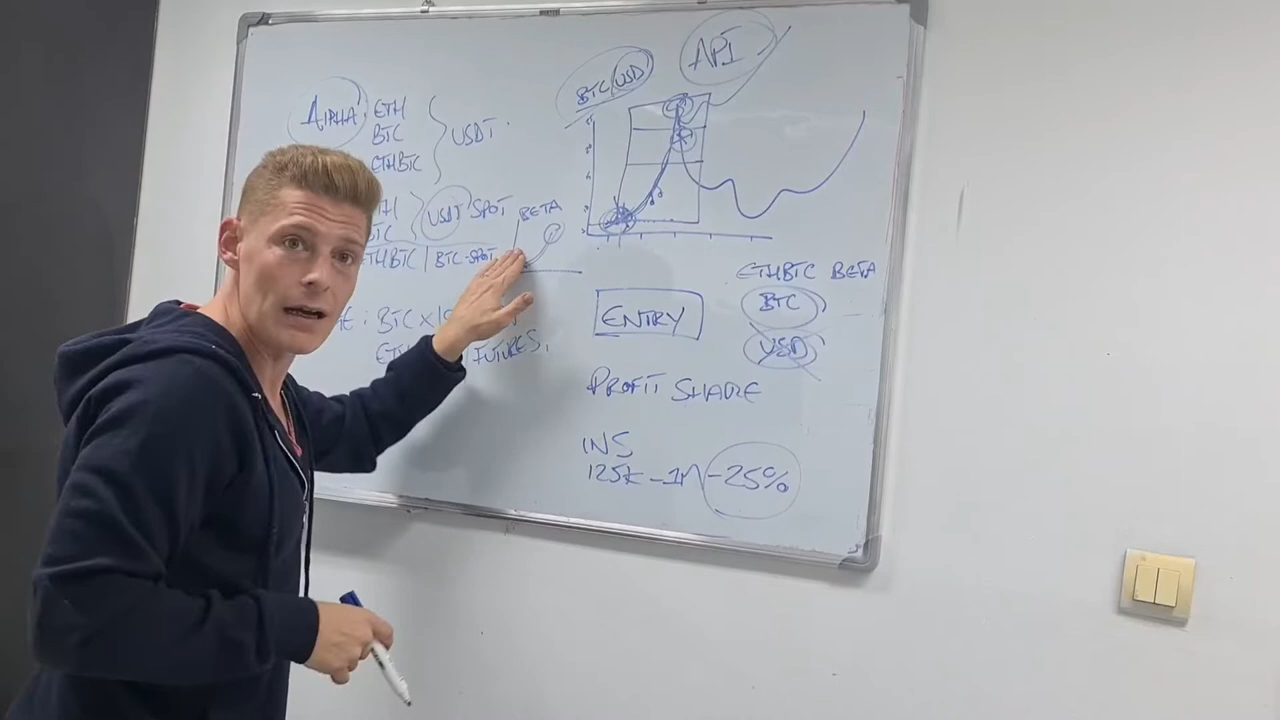 ALPHA ETH
BTC
ETHBTC
USDT
USDT SPOT
ETHBTC | BTC-SPOT
BETA
BTC X
FUTURES
BTC/USD
API
ETHBTC BETA
BTC
USD
ENTRY
PROFIT SHARE
INS
125K - 1M - 25%